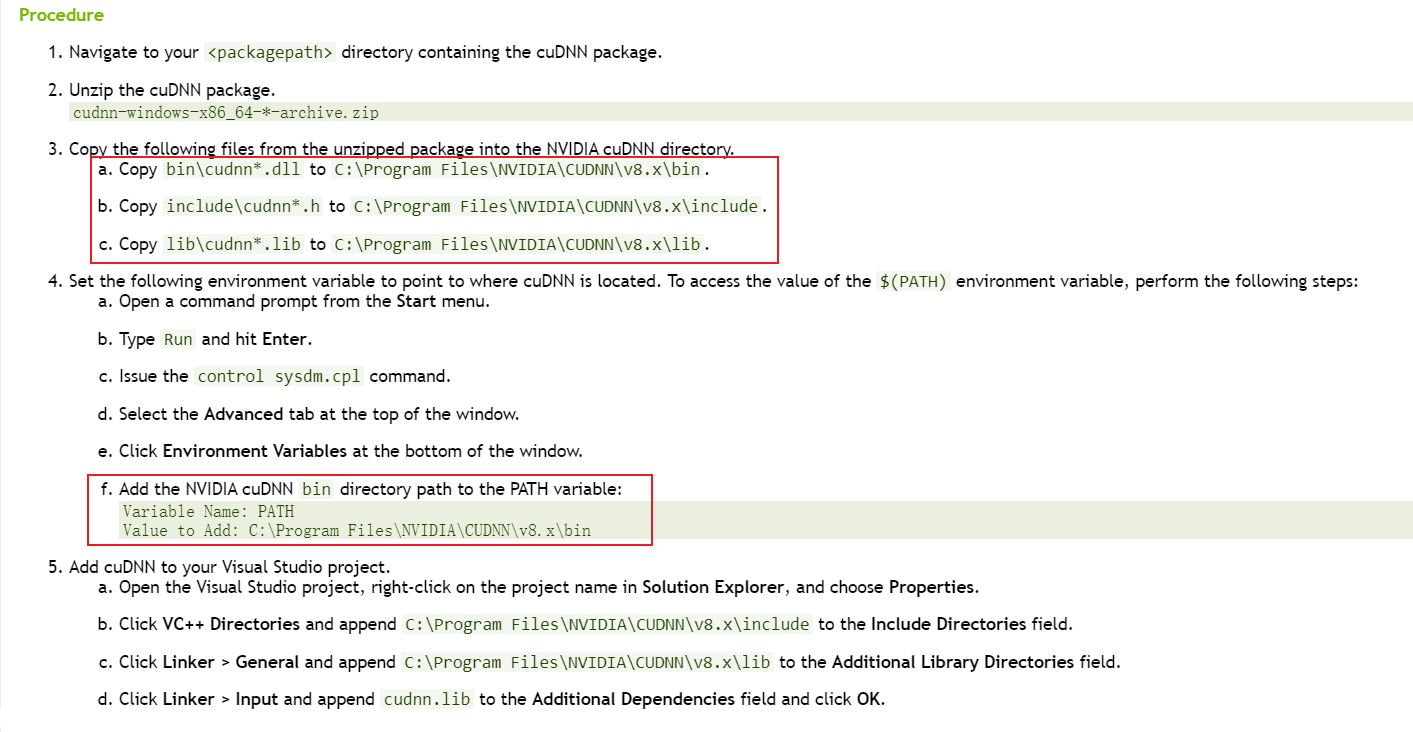 Procedure
1. Navigate to your <packagepath> directory containing the cuDNN package.
2. Unzip the cuDNN package.
cudnn-windows-x86_64-*-archive.zip
3. Copy the following files from the unzipped package into the NVIDIA cuDNN directory.
a. Copy bin\cudnn*.dll to C:\Program Files\NVIDIA\CUDNN\v8.x\bin.
b. Copy include\cudnn*.h to C:\Program Files\NVIDIA\CUDNN\v8.x\include.
c. Copy lib\cudnn*.lib to C:\Program Files\NVIDIA\CUDNN\v8.x\lib.
4. Set the following environment variable to point to where cuDNN is located. To access the value of the $(PATH) environment variable, perform the following steps:
a. Open a command prompt from the Start menu.
b. Type Run and hit Enter.
c. Issue the control sysdm.cpl command.
d. Select the Advanced tab at the top of the window.
e. Click Environment Variables at the bottom of the window.
f. Add the NVIDIA cuDNN bin directory path to the PATH variable:
Variable Name: PATH
Value to Add: C:\Program Files\NVIDIA\CUDNN\v8.x\bin
5. Add cuDNN to your Visual Studio project.
a. Open the Visual Studio project, right-click on the project name in Solution Explorer, and choose Properties.
b. Click VC++ Directories and append C:\Program Files\NVIDIA\CUDNN\v8.x\include to the Include Directories field.
c. Click Linker > General and append C:\Program Files\NVIDIA\CUDNN\v8.x\lib to the Additional Library Directories field.
d. Click Linker > Input and append cudnn.lib to the Additional Dependencies field and click OK.